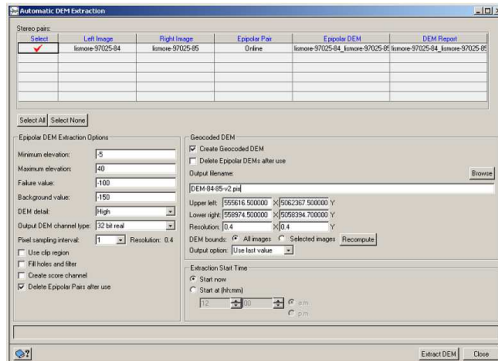 Automatic DEM Extraction
Stereo pairs:
Select Left Image Right Image Epipolar Pair Epipolar DEM DEM Report
lismore-97025-84 lismore-97025-85 Online lismore-97025-84_lismore-97025-85 lismore-97025-84_lismore-97025-85
Select All Select None
Epipolar DEM Extraction Options
Minimum elevation: -5
Maximum elevation: 40
Failure value: -100
Background value: -150
DEM detail: High
Output DEM channel type: 32 bit real
Pixel sampling interval: 1 Resolution: 0.4
Use clip region
Fill holes and filter
Create score channel
Delete Epipolar Pairs after use
Geocoded DEM
Create Geocoded DEM
Delete Epipolar DEMs after use
Output filename: Browse
DEM-84-85-v2.pix
Upper left: 555616.500000 X 5062367.500000 Y
Lower right: 558974.500000 X 5058394.700000 Y
Resolution: 0.4 X 0.4 Y
DEM bounds: All images Selected images Recompute
Output option: Use last value
Extraction Start Time
Start now
Start at (hh:mm)
12 00 a.m.
p.m.
Extract DEM Close